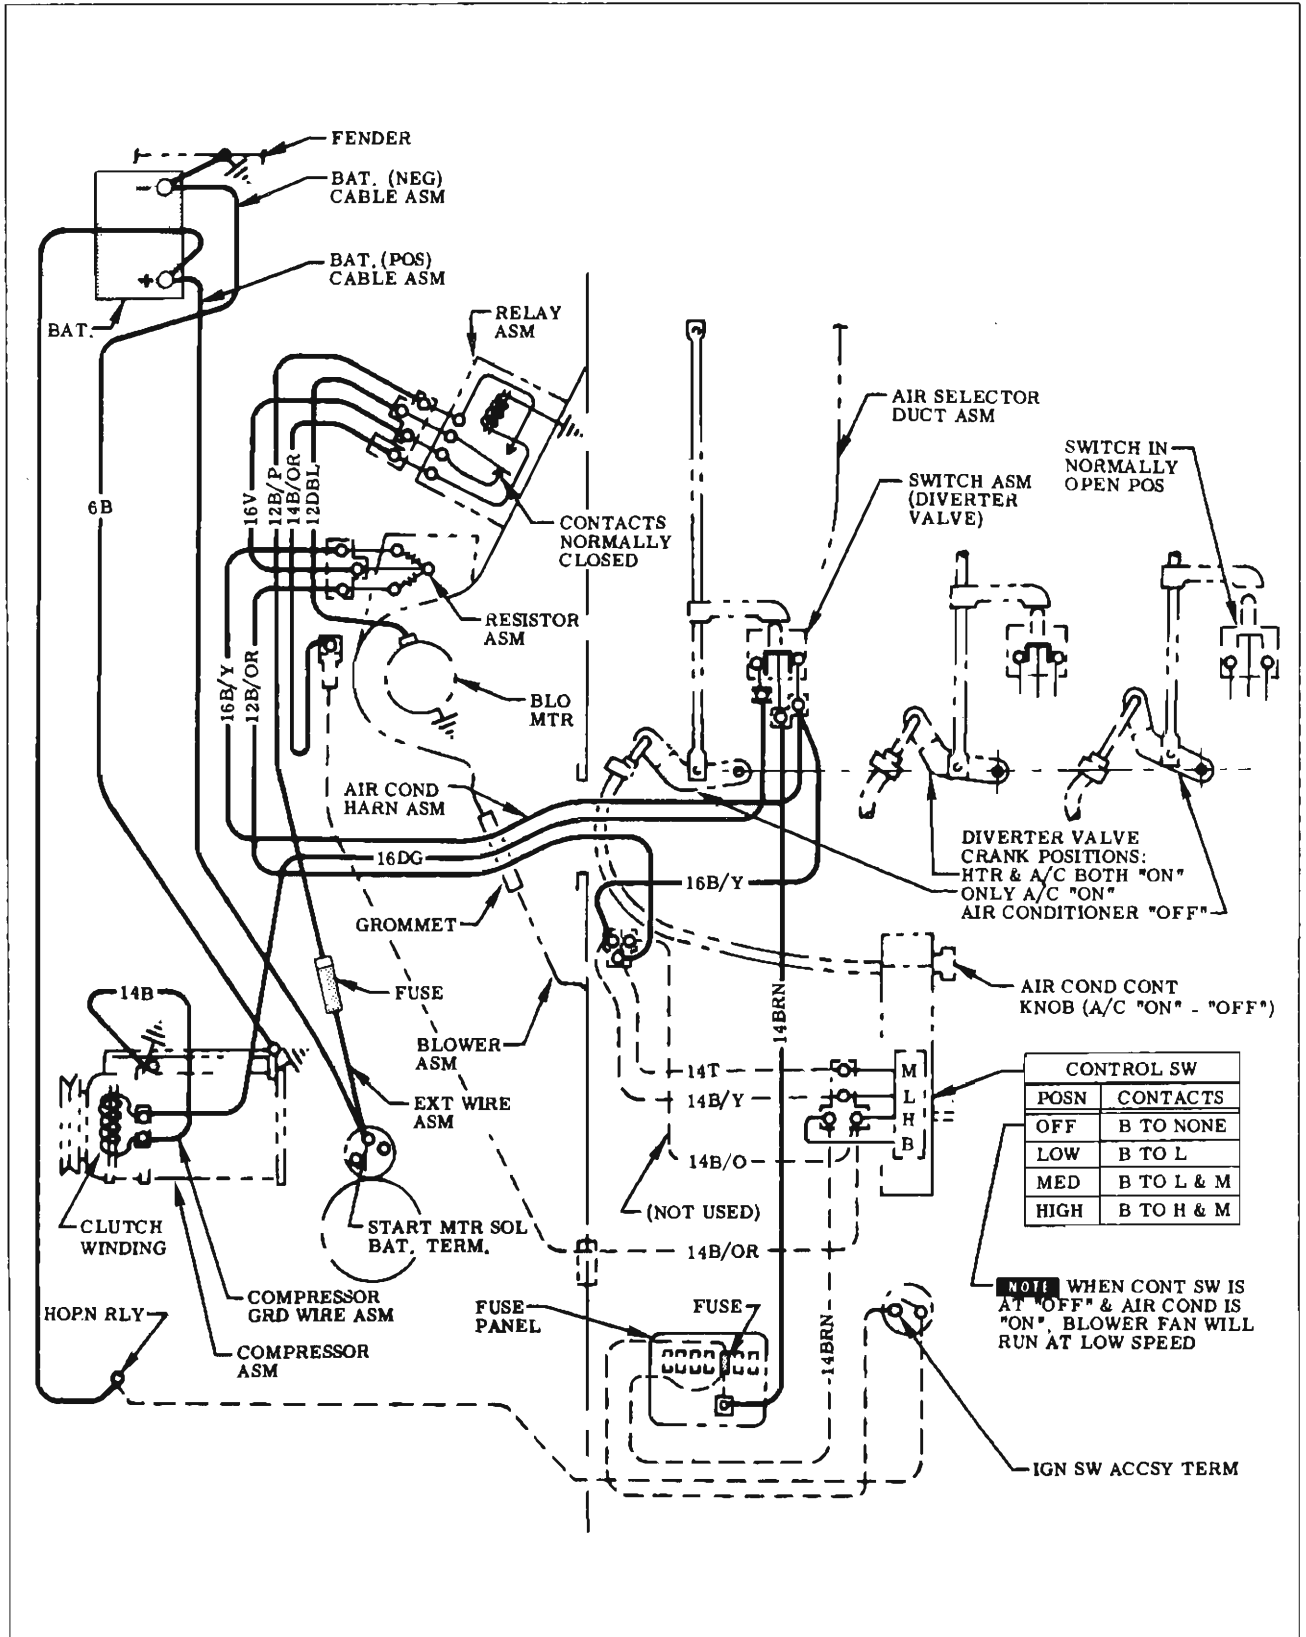 FENDER
BAT. (NEG)
CABLE ASM
BAT. (POS)
CABLE ASM
-
+
BAT.
RELAY
ASM
AIR SELECTOR
DUCT ASM
SWITCH IN
NORMALLY
OPEN POS
SWITCH ASM
(DIVERTER
VALVE)
6B
16V
12B/P
14B/OR
12DBL
CONTACTS
NORMALLY
CLOSED
RESISTOR
ASM
16B/Y
12B/OR
BLO
MTR
AIR COND
HARN ASM
16DG
16B/Y
DIVERTER VALVE
CRANK POSITIONS:
HTR & A/C BOTH "ON"
ONLY A/C "ON"
AIR CONDITIONER "OFF"
GROMMET
FUSE
14B
14BRN
AIR COND CONT
KNOB (A/C "ON" - "OFF")
BLOWER
ASM
EXT WIRE
ASM
14T
14B/Y
14B/O
M
L
H
B
CONTROL SW
POSN CONTACTS
OFF B TO NONE
LOW B TO L
MED B TO L & M
HIGH B TO H & M
(NOT USED)
CLUTCH
WINDING
START MTR SOL
BAT. TERM.
14B/OR
COMPRESSOR
GRD WIRE ASM
HOPN RLY
FUSE
PANEL
FUSE
14BRN
NOTE WHEN CONT SW IS
AT "OFF" & AIR COND IS
"ON", BLOWER FAN WILL
RUN AT LOW SPEED
COMPRESSOR
ASM
IGN SW ACCSY TERM